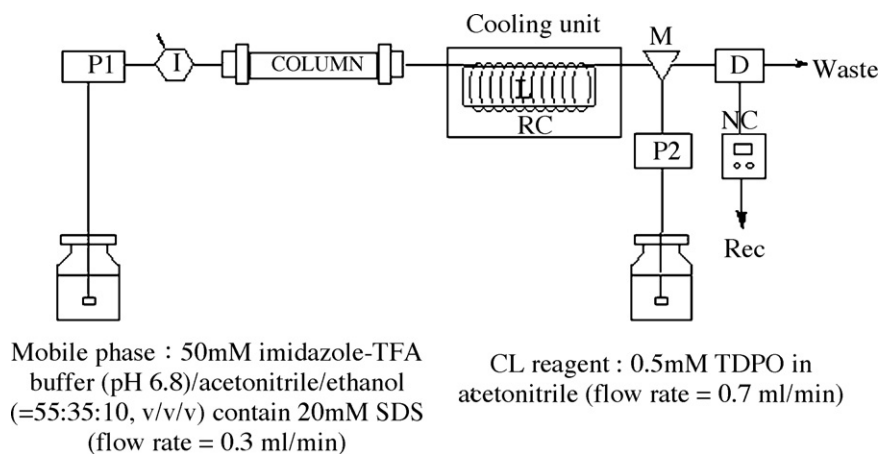 Cooling unit
M
P1
I
COLUMN
L
D
Waste
RC
NC
P2
Rec
Mobile phase : 50mM imidazole-TFA
buffer (pH 6.8)/acetonitrile/ethanol
(=55:35:10, v/v/v) contain 20mM SDS
(flow rate = 0.3 ml/min)
CL reagent : 0.5mM TDPO in
acetonitrile (flow rate = 0.7 ml/min)